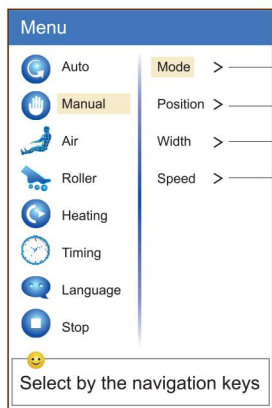 Menu
Auto
Manual
Air
Roller
Heating
Timing
Language
Stop
Mode >
Position >
Width >
Speed >
Select by the navigation keys